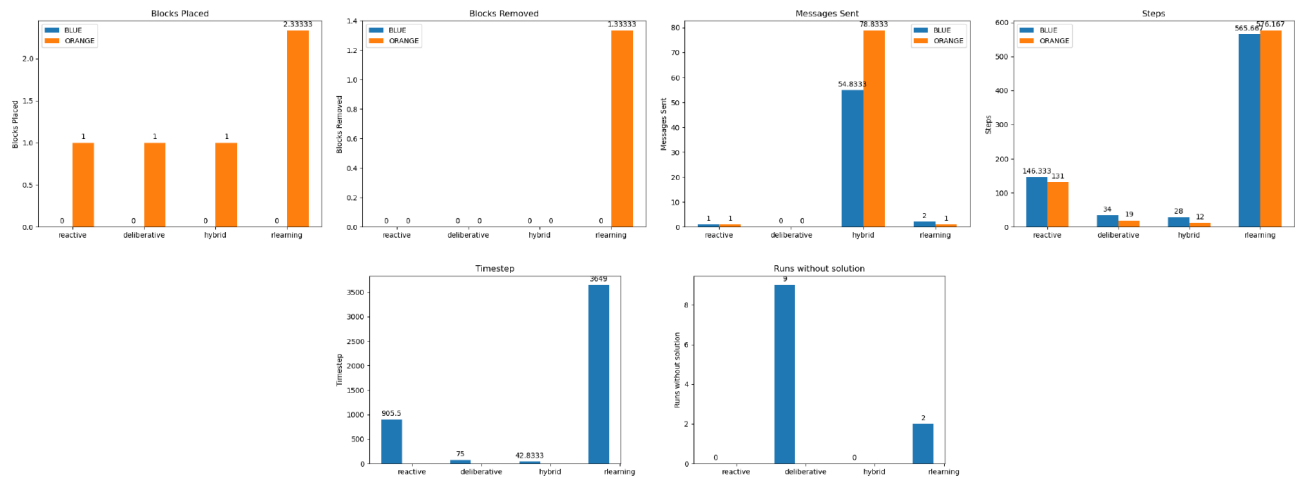 Blocks Placed
2.33333
BLUE
ORANGE
2.0
1.5
1.0
0.5
0.0
Blocks Placed
0
1
0
1
0
1
0
reactive
deliberative
hybrid
rlearning
Blocks Removed
1.4
1.33333
BLUE
ORANGE
1.2
1.0
0.8
0.6
0.4
0.2
0.0
Blocks Removed
0
0
0
0
0
0
0
reactive
deliberative
hybrid
rlearning
Messages Sent
80
78.8333
BLUE
ORANGE
70
60
54.8333
50
40
30
20
10
0
Messages Sent
1
1
0
0
2
1
reactive
deliberative
hybrid
rlearning
Steps
600
565.667
576.167
BLUE
ORANGE
500
400
300
200
100
0
Steps
146.333
131
34
19
28
12
reactive
deliberative
hybrid
rlearning
Timestep
3649
3500
3000
2500
2000
1500
1000
500
0
Timestep
905.5
75
42.8333
reactive
deliberative
hybrid
rlearning
Runs without solution
9
8
6
4
2
0
Runs without solution
0
0
2
reactive
deliberative
hybrid
rlearning